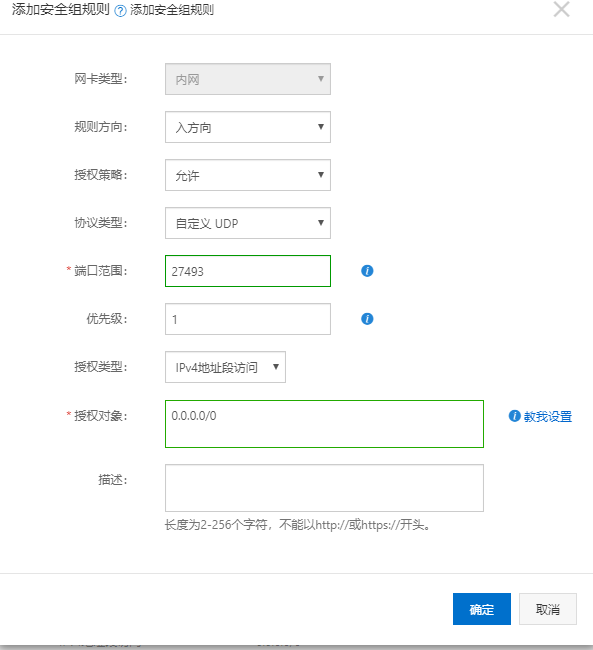 添加安全组规则 ? 添加安全组规则
网卡类型: 内网
规则方向: 入方向
授权策略: 允许
协议类型: 自定义 UDP
* 端口范围: 27493
优先级: 1
授权类型: IPv4地址段访问
* 授权对象: 0.0.0.0/0 教我设置
描述:
长度为2-256个字符，不能以http://或https://开头。
确定 取消